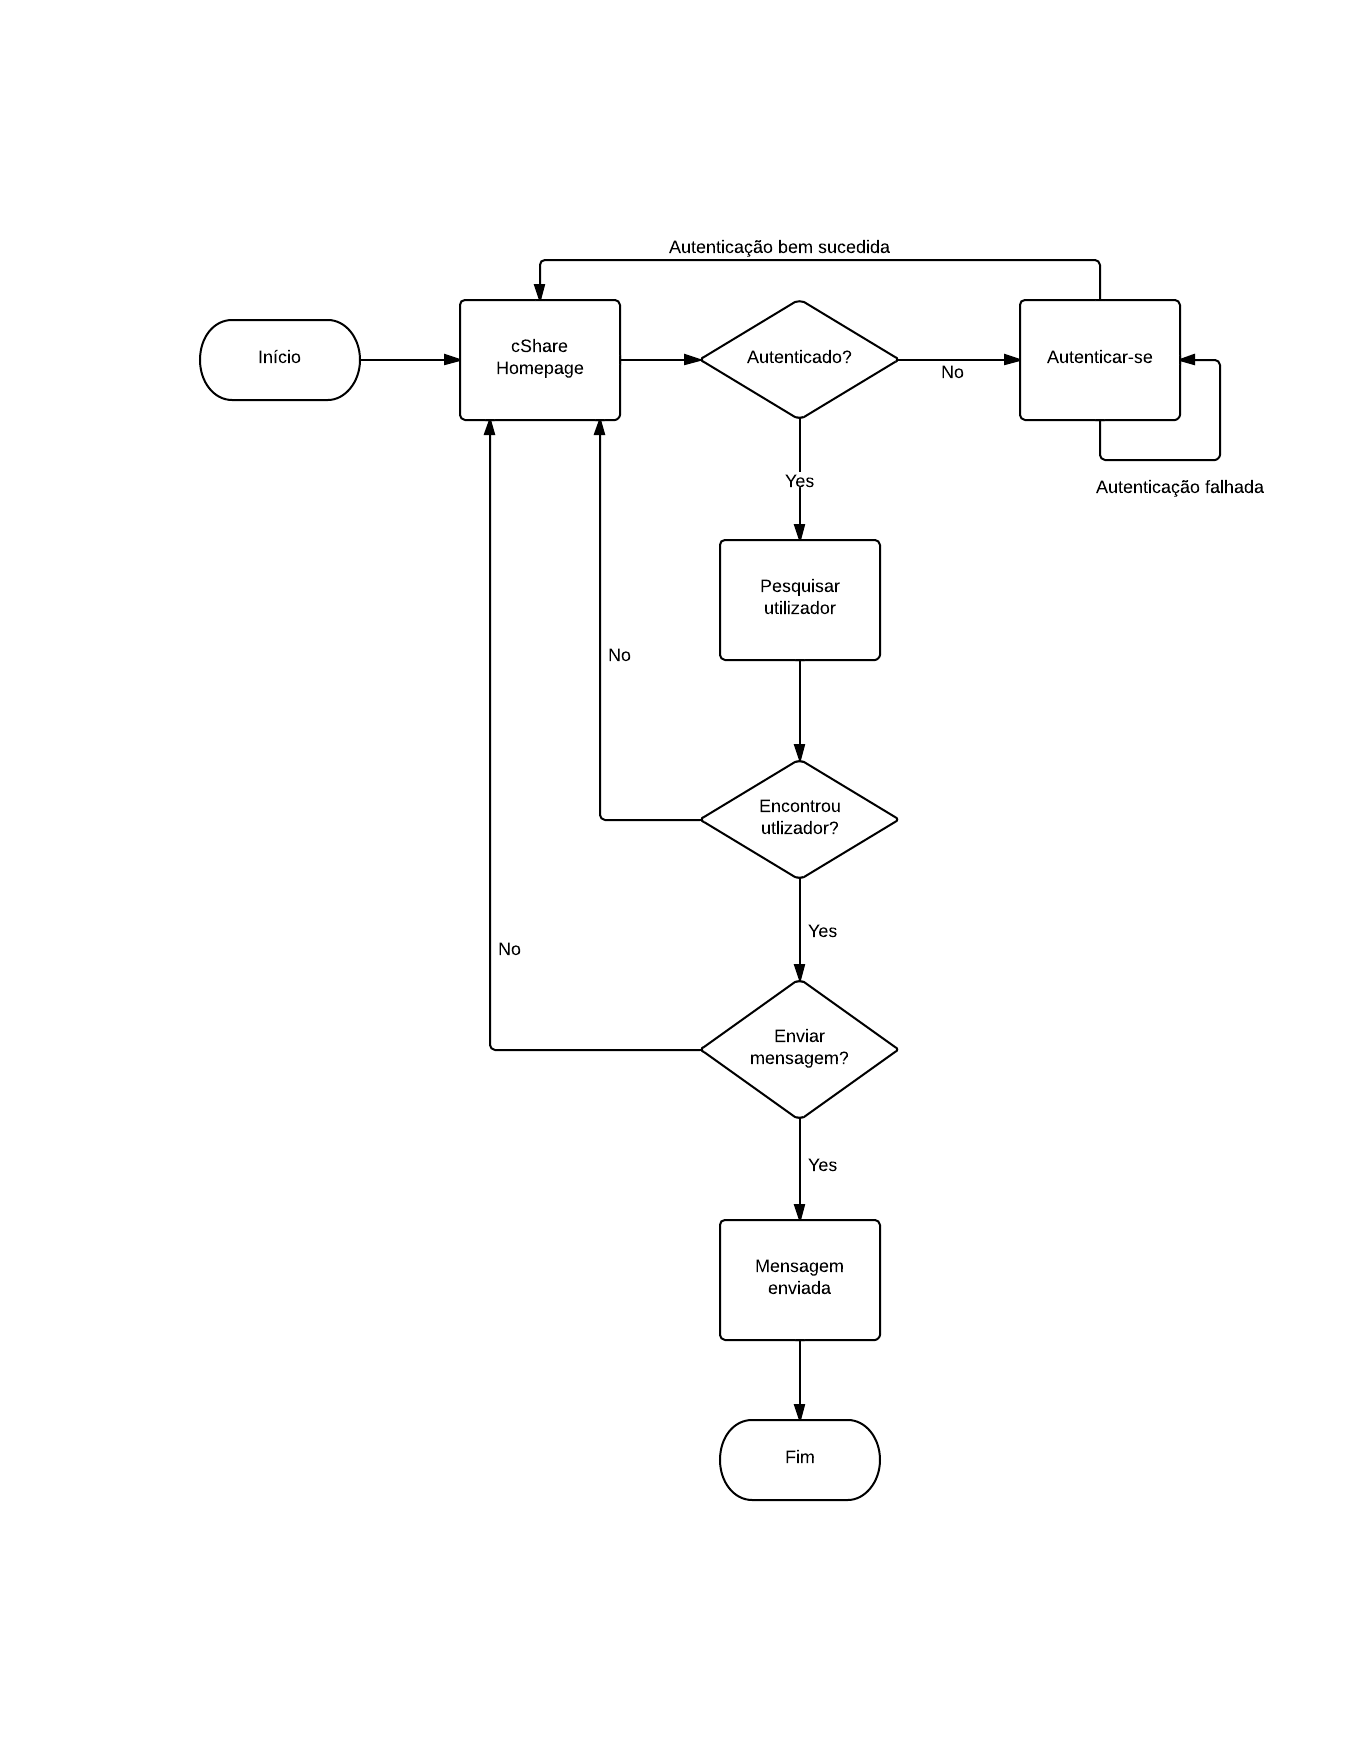 Autenticação bem sucedida
Início
cShare
Homepage
Autenticado?
No
Autenticar-se
Yes
Autenticação falhada
Pesquisar
utilizador
No
Encontrou
utlizador?
Yes
No
Enviar
mensagem?
Yes
Mensagem
enviada
Fim